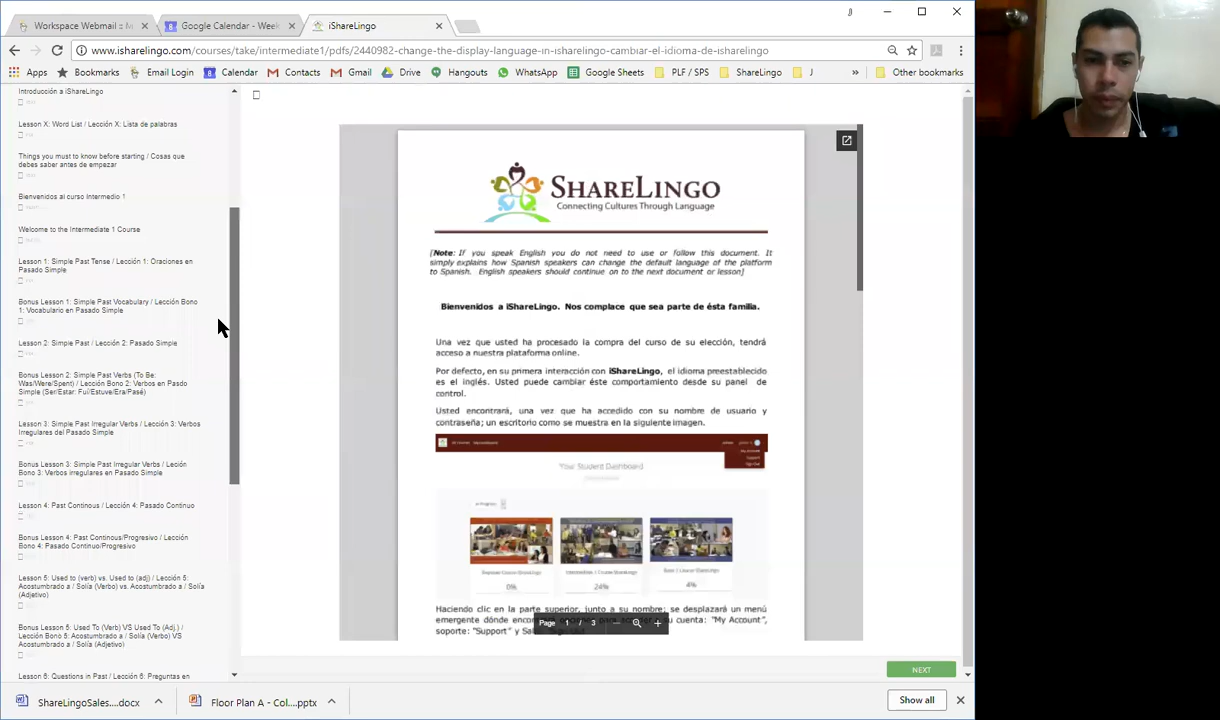 Workspace Webmail :: M
Google Calendar - Week
iShareLingo
www.isharelingo.com/courses/take/intermediate1/pdfs/2440982-change-the-display-language-in-isharelingo-cambiar-el-idioma-de-isharelingo
Apps
Bookmarks
Email Login
Calendar
Contacts
Gmail
Drive
Hangouts
WhatsApp
Google Sheets
PLF / SPS
ShareLingo
J
»
Other bookmarks
Introducción a iShareLingo
Lesson X: Word List / Lección X: Lista de palabras
Things you must to know before starting / Cosas que
debes saber antes de empezar
Bienvenidos al curso Intermedio 1
Welcome to the Intermediate 1 Course
Lesson 1: Simple Past Tense / Lección 1: Oraciones en
Pasado Simple
Bonus Lesson 1: Simple Past Vocabulary / Lección Bono
1: Vocabulario en Pasado Simple
Lesson 2: Simple Past / Lección 2: Pasado Simple
Bonus Lesson 2: Simple Past Verbs (To Be:
Was/Were/Spent) / Lección Bono 2: Verbos en Pasdo
Simple (Ser/Estar: Fuí/Estuve/Era/Pasé)
Lesson 3: Simple Past Irregular Verbs / Lección 3: Verbos
Irregulares del Pasado Simple
Bonus Lesson 3: Simple Past Irregular Verbs / Leción
Bono 3: Verbos irregulares en Pasado Simple
Lesson 4: Past Continous / Lección 4: Pasado Continuo
Bonus Lesson 4: Past Continous/Progresivo / Lección
Bono 4: Pasado Continuo/Progresivo
Lesson 5: Used to (verb) vs. Used to (adj) / Lección 5:
Acostumbrado a / Solía (Verbo) vs. Acostumbrado a / Solía
(Adjetivo)
Bonus Lesson 5: Used To (Verb) VS Used To (Adj.) /
Lección Bono 5: Acostumbrado a / Solía (Verbo) VS
Acostumbrado a / Solía (Adjetivo)
Lesson 6: Questions in Past / Lección 6: Preguntas en
SHARELINGO
Connecting Cultures Through Language
[Note: If you speak English you do not need to use or follow this document. It
simply explains how Spanish speakers can change the default language of the platform
to Spanish. English speakers should continue on to the next document or lesson]
Bienvenidos a iShareLingo. Nos complace que sea parte de ésta familia.
Una vez que usted ha procesado la compra del curso de su elección, tendrá
acceso a nuestra plataforma online.
Por defecto, en su primera interacción con iShareLingo, el idioma preestablecido
es el inglés. Usted puede cambiar éste comportamiento desde su panel de
control.
Usted encontrará, una vez que ha accedido con su nombre de usuario y
contraseña; un escritorio como se muestra en la siguiente imagen.
Your Student Dashboard
0%
24%
4%
Haciendo clic en la parte superior, junto a su nombre; se desplazará un menú
emergente dónde su cuenta: "My Account",
soporte: "Support" y
Page 1 / 3
NEXT
ShareLingoSales....docx
Floor Plan A - Col....pptx
Show all